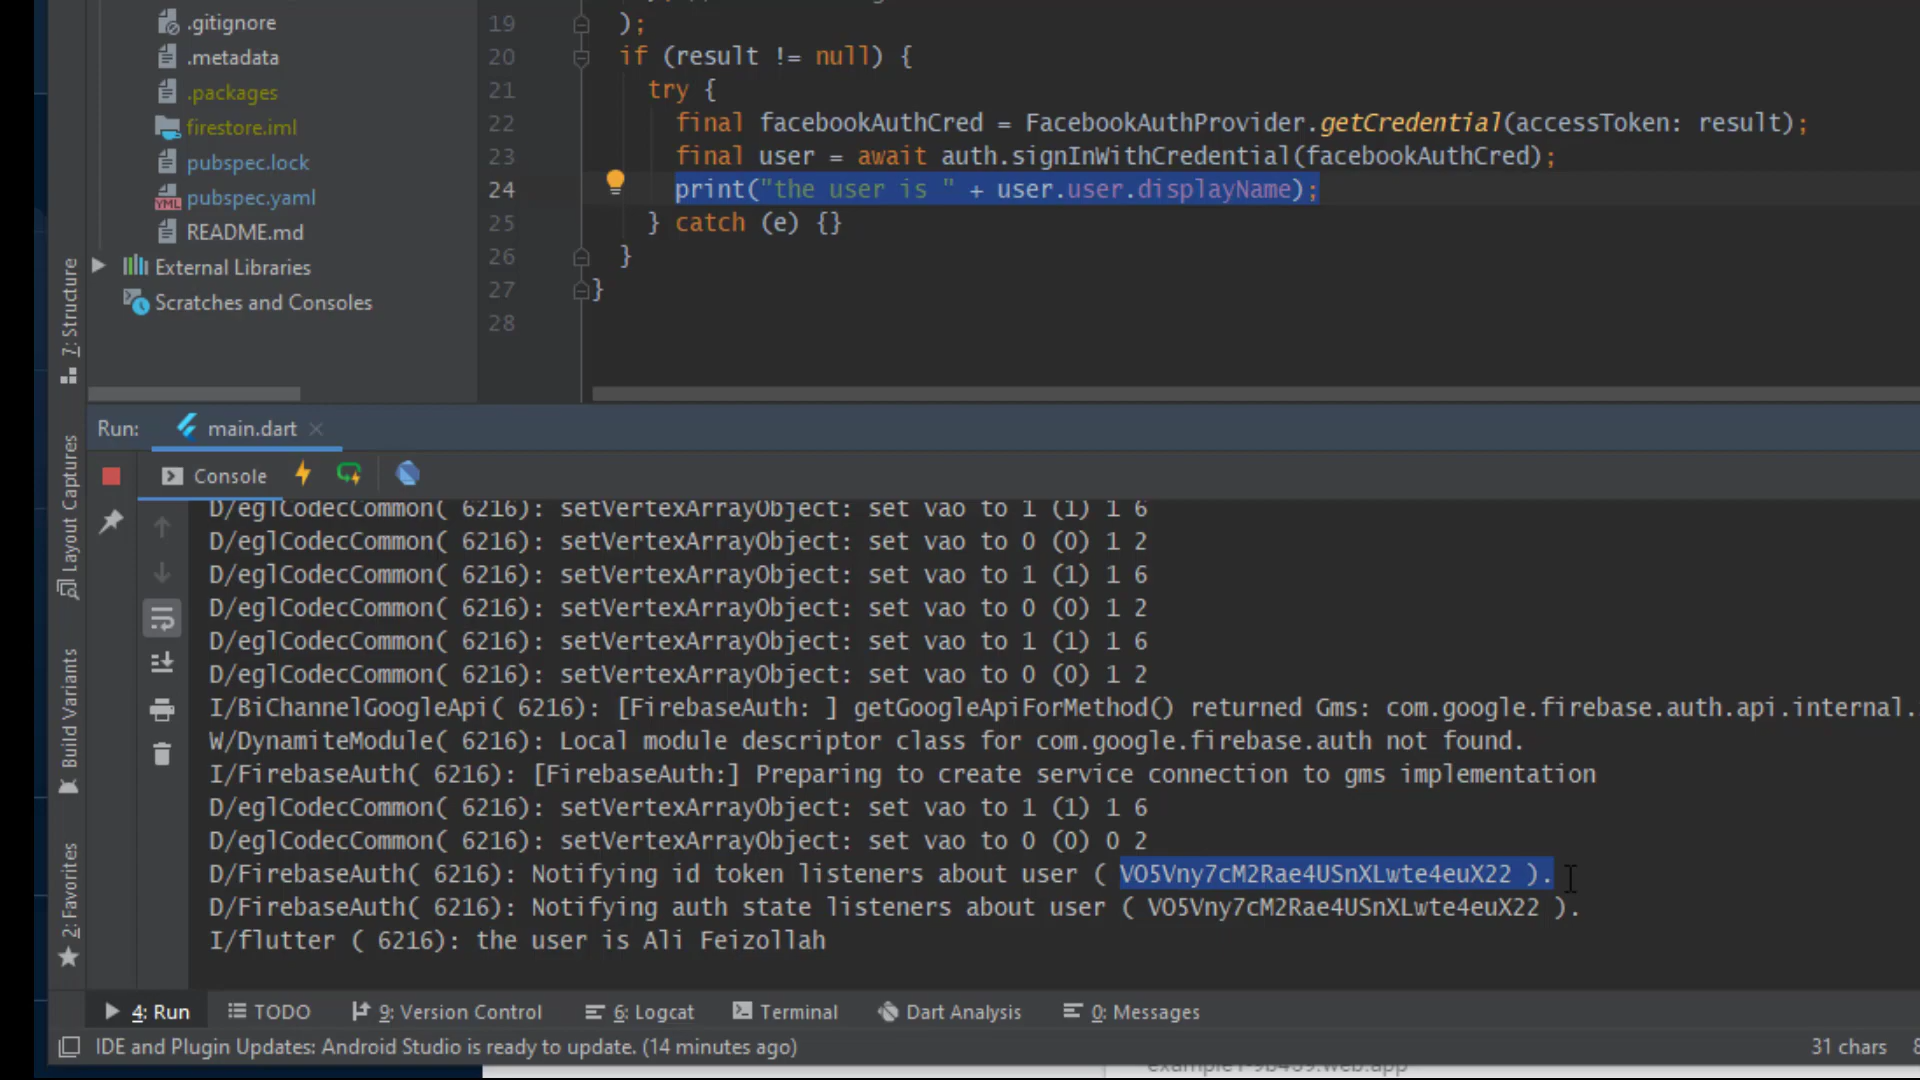 .gitignore
.metadata
.packages
firestore.iml
pubspec.lock
YML pubspec.yaml
README.md
External Libraries
Scratches and Consoles
19 );
20 if (result != null) {
21 try {
22 final facebookAuthCred = FacebookAuthProvider.getCredential(accessToken: result);
23 final user = await auth.signInWithCredential(facebookAuthCred);
24 print("the user is " + user.user.displayName);
25 } catch (e) {}
26 }
27 }
28
7: Structure
Layout Captures
Build Variants
2: Favorites
Run: main.dart
Console
D/eglCodecCommon( 6216): setVertexArrayObject: set vao to 1 (1) 1 6
D/eglCodecCommon( 6216): setVertexArrayObject: set vao to 0 (0) 1 2
D/eglCodecCommon( 6216): setVertexArrayObject: set vao to 1 (1) 1 6
D/eglCodecCommon( 6216): setVertexArrayObject: set vao to 0 (0) 1 2
D/eglCodecCommon( 6216): setVertexArrayObject: set vao to 1 (1) 1 6
D/eglCodecCommon( 6216): setVertexArrayObject: set vao to 0 (0) 1 2
I/BiChannelGoogleApi( 6216): [FirebaseAuth: ] getGoogleApiForMethod() returned Gms: com.google.firebase.auth.api.internal.
W/DynamiteModule( 6216): Local module descriptor class for com.google.firebase.auth not found.
I/FirebaseAuth( 6216): [FirebaseAuth:] Preparing to create service connection to gms implementation
D/eglCodecCommon( 6216): setVertexArrayObject: set vao to 1 (1) 1 6
D/eglCodecCommon( 6216): setVertexArrayObject: set vao to 0 (0) 0 2
D/FirebaseAuth( 6216): Notifying id token listeners about user ( VO5Vny7cM2Rae4USnXLwte4euX22 ).
D/FirebaseAuth( 6216): Notifying auth state listeners about user ( VO5Vny7cM2Rae4USnXLwte4euX22 ).
I/flutter ( 6216): the user is Ali Feizollah
4: Run TODO 9: Version Control 6: Logcat Terminal Dart Analysis 0: Messages
IDE and Plugin Updates: Android Studio is ready to update. (14 minutes ago) 31 chars